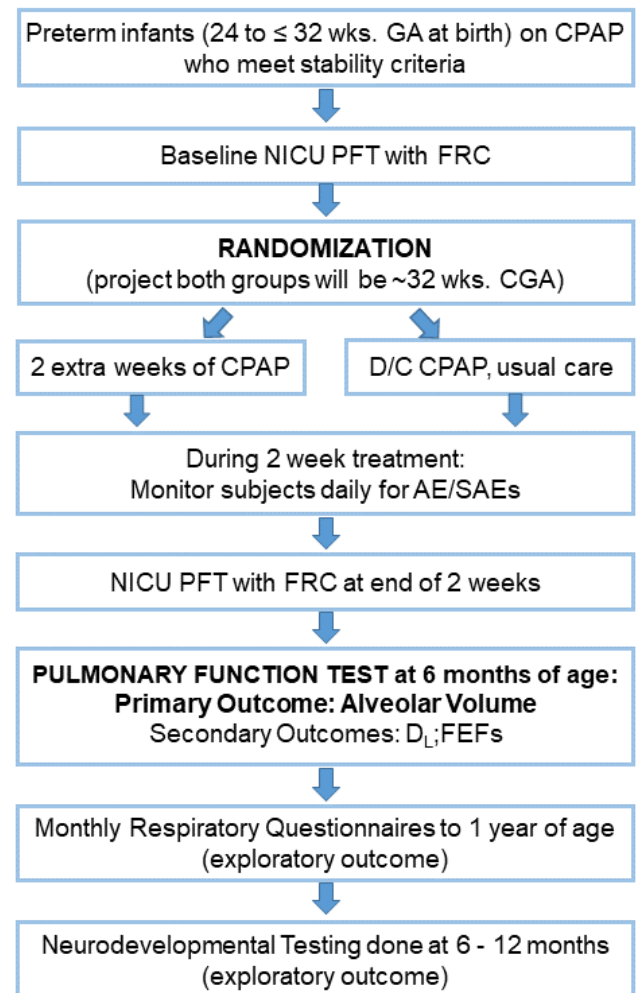 Preterm infants (24 to ≤ 32 wks. GA at birth) on CPAP
who meet stability criteria
Baseline NICU PFT with FRC
RANDOMIZATION
(project both groups will be ~32 wks. CGA)
2 extra weeks of CPAP
D/C CPAP, usual care
During 2 week treatment:
Monitor subjects daily for AE/SAEs
NICU PFT with FRC at end of 2 weeks
PULMONARY FUNCTION TEST at 6 months of age:
Primary Outcome: Alveolar Volume
Secondary Outcomes: DL;FEFs
Monthly Respiratory Questionnaires to 1 year of age
(exploratory outcome)
Neurodevelopmental Testing done at 6 - 12 months
(exploratory outcome)